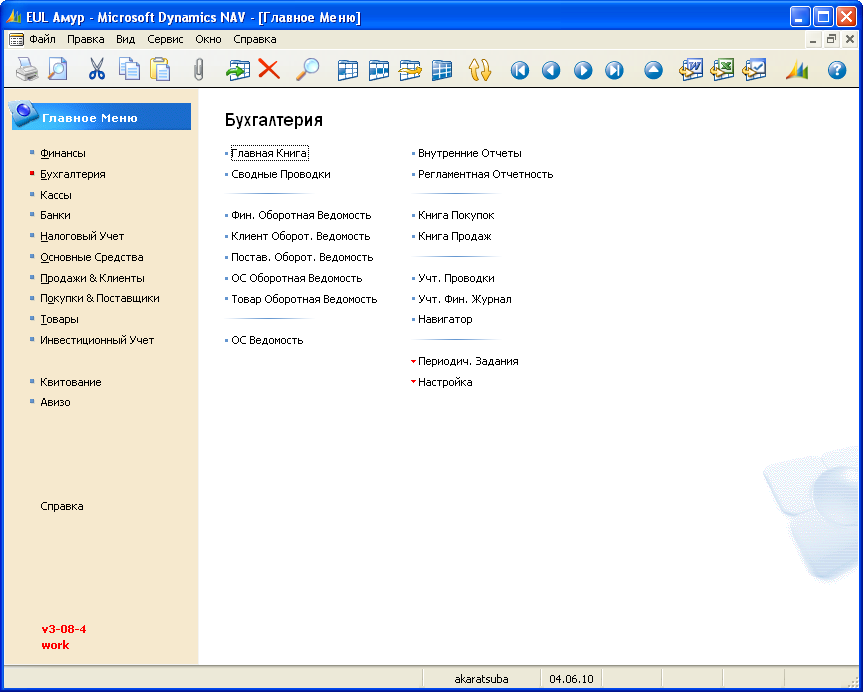 EUL Амур - Microsoft Dynamics NAV - [Главное Меню]
Файл Правка Вид Сервис Окно Справка
Главное Меню
Финансы
Бухгалтерия
Кассы
Банки
Налоговый Учет
Основные Средства
Продажи & Клиенты
Покупки & Поставщики
Товары
Инвестиционный Учет
Квитование
Авизо
Справка
v3-08-4
work
Бухгалтерия
Главная Книга
Сводные Проводки
Фин. Оборотная Ведомость
Клиент Оборот. Ведомость
Постав. Оборот. Ведомость
ОС Оборотная Ведомость
Товар Оборотная Ведомость
ОС Ведомость
Внутренние Отчеты
Регламентная Отчетность
Книга Покупок
Книга Продаж
Учт. Проводки
Учт. Фин. Журнал
Навигатор
Периодич. Задания
Настройка
akaratsuba 04.06.10